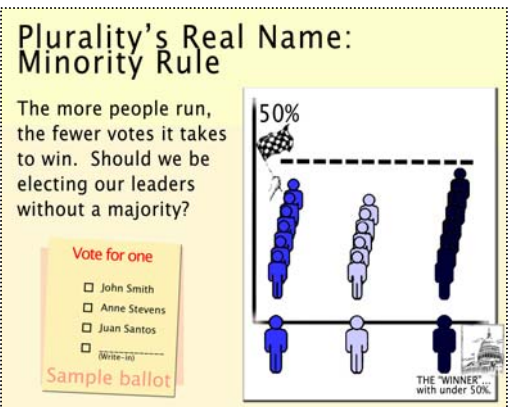 Plurality's Real Name:
Minority Rule
The more people run,
the fewer votes it takes
to win. Should we be
electing our leaders
without a majority?
50%
Vote for one
John Smith
Anne Stevens
Juan Santos
(Write-in)
Sample ballot
THE "WINNER"...
with under 50%.